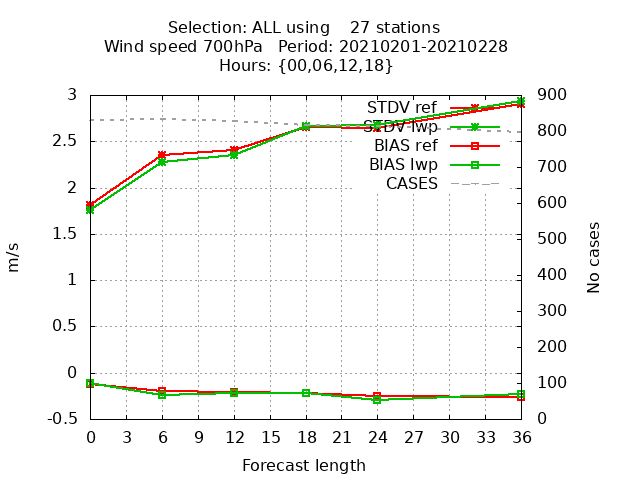 Selection: ALL using    27 stations
Wind speed 700hPa   Period: 20210201-20210228
Hours: {00,06,12,18}
STDV ref
STDV lwp
BIAS ref
BIAS lwp
CASES
3
2.5
2
1.5
1
0.5
0
-0.5
m/s
900
800
700
600
500
400
300
200
100
0
No cases
0 3 6 9 12 15 18 21 24 27 30 33 36
Forecast length